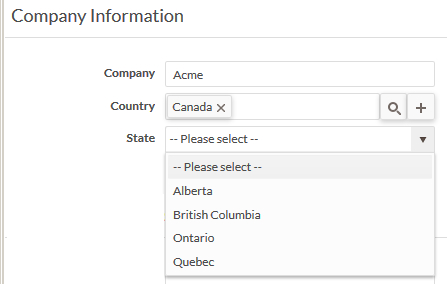 Company Information
Company Acme
Country Canada ×
State -- Please select --
-- Please select --
Alberta
British Columbia
Ontario
Quebec